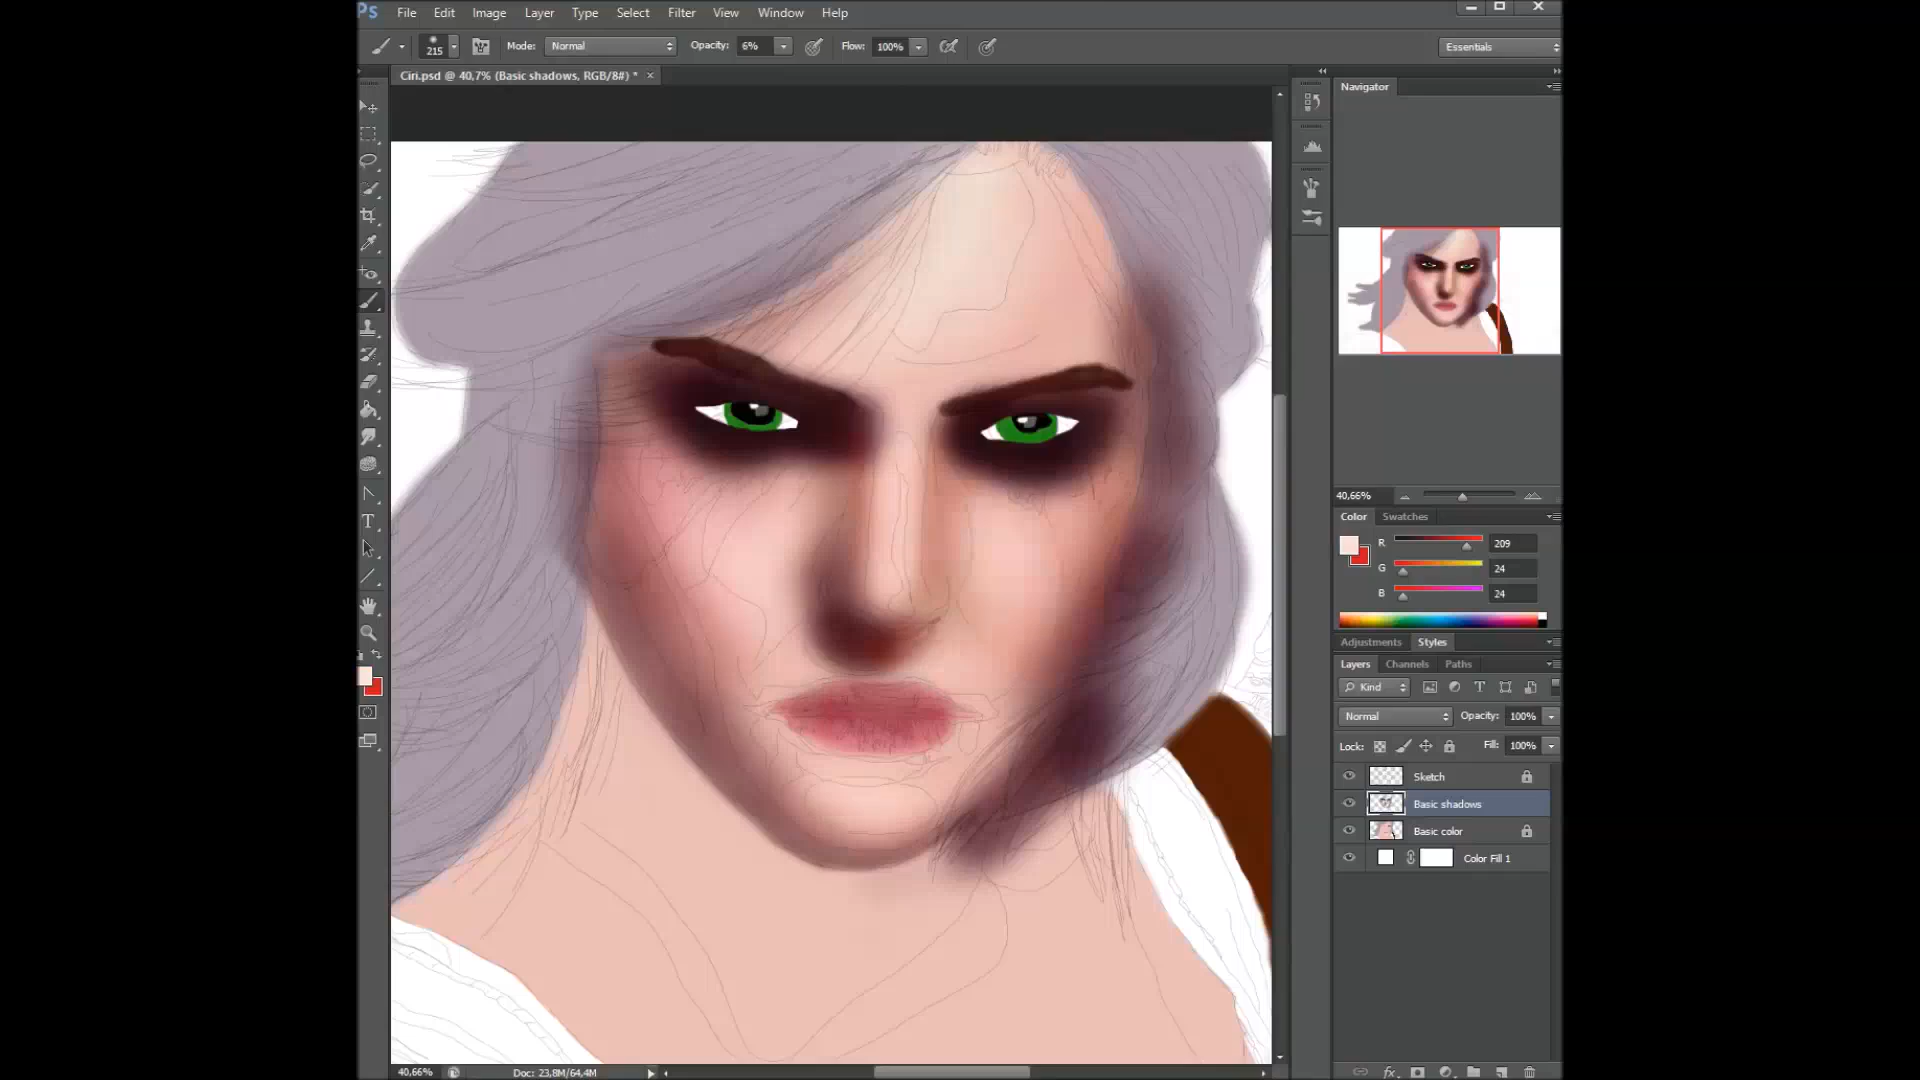 Ps File Edit Image Layer Type Select Filter View Window Help
215 Mode: Normal Opacity: 6% Flow: 100% Essentials
Ciri.psd @ 40,7% (Basic shadows, RGB/8#) * ×
Navigator
40,66%
Color Swatches
R 209
G 24
B 24
Adjustments Styles
Layers Channels Paths
Kind
Normal Opacity: 100%
Lock: Fill: 100%
Sketch
Basic shadows
Basic color
Color Fill 1
40,66% Doc: 23,8M/64,4M
fx